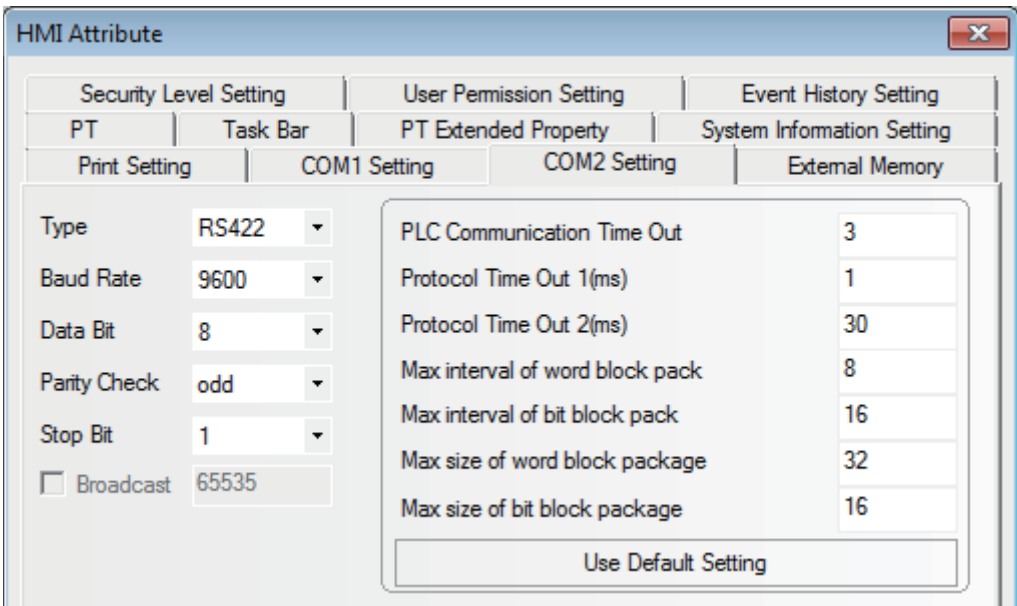 HMI Attribute
Security Level Setting User Permission Setting Event History Setting
PT Task Bar PT Extended Property System Information Setting
Print Setting COM1 Setting COM2 Setting External Memory
Type RS422
Baud Rate 9600
Data Bit 8
Parity Check odd
Stop Bit 1
Broadcast 65535
PLC Communication Time Out 3
Protocol Time Out 1(ms) 1
Protocol Time Out 2(ms) 30
Max interval of word block pack 8
Max interval of bit block pack 16
Max size of word block package 32
Max size of bit block package 16
Use Default Setting